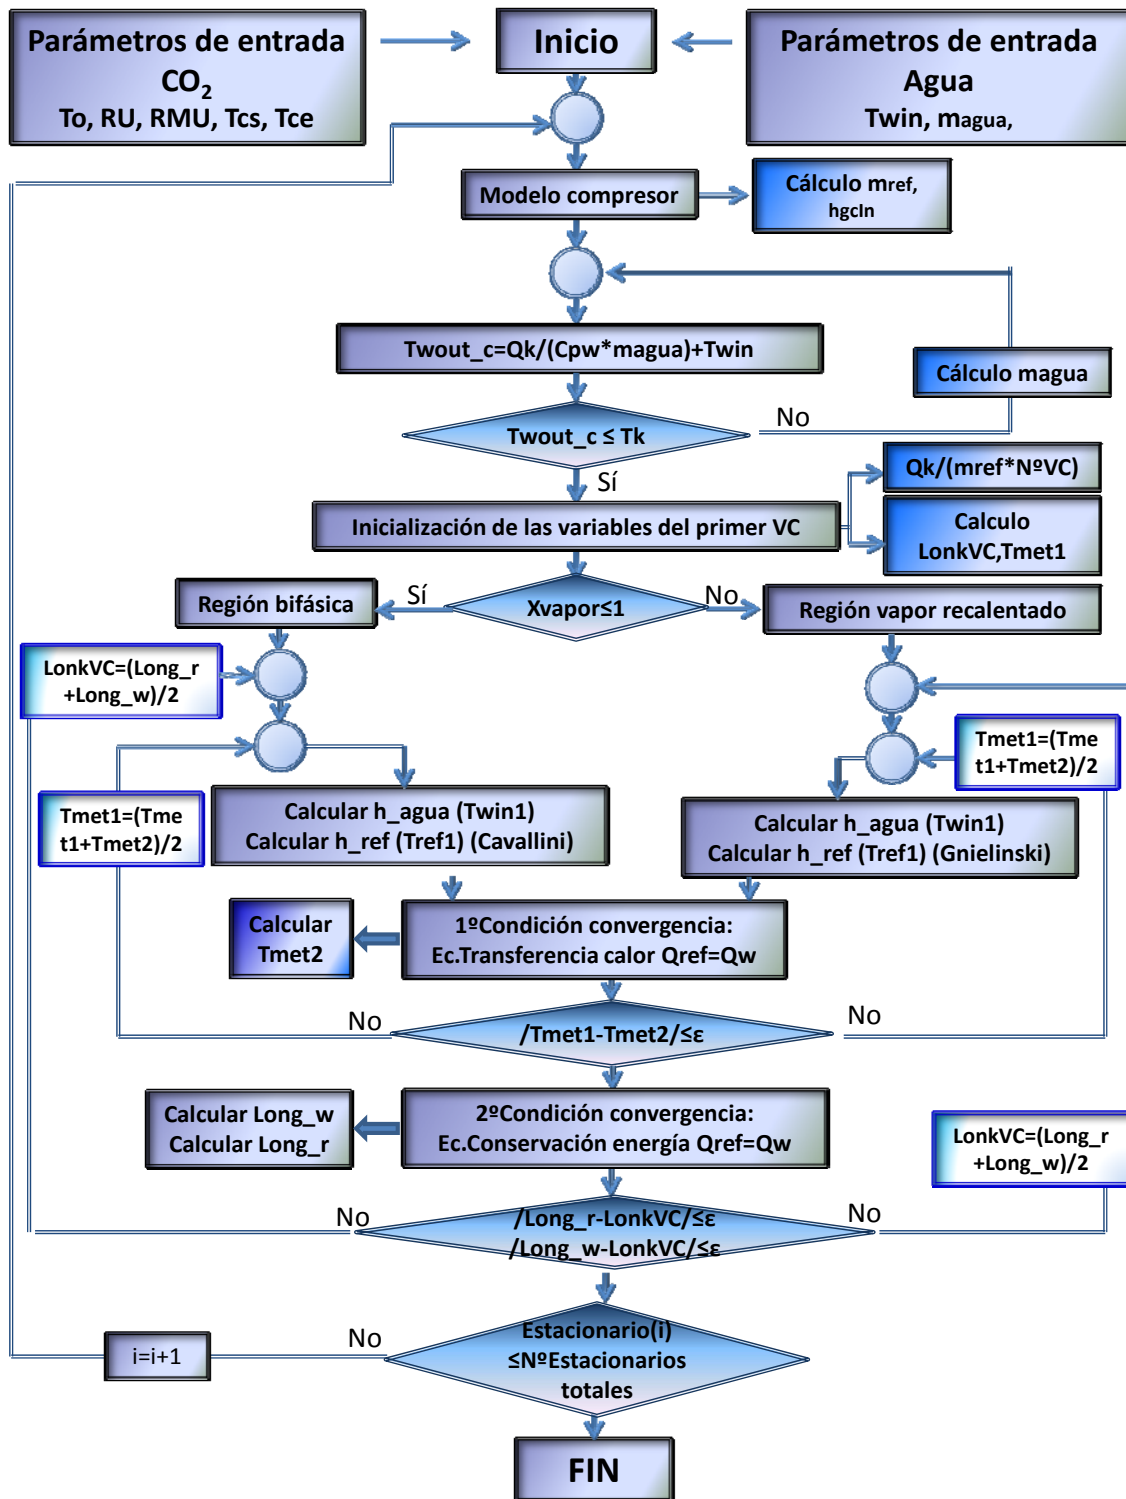 Parámetros de entrada
CO2
To, RU, RMU, Tcs, Tce
Inicio
Parámetros de entrada
Agua
Twin, magua,
Modelo compresor
Cálculo mref,
hgcIn
Twout_c=Qk/(Cpw*magua)+Twin
Cálculo magua
Twout_c ≤ Tk
No
Sí
Qk/(mref*NºVC)
Inicialización de las variables del primer VC
Calculo
LonkVC,Tmet1
Xvapor≤1
Sí
No
Región bifásica
Región vapor recalentado
LonkVC=(Long_r
+Long_w)/2
Tmet1=(Tme
t1+Tmet2)/2
Tmet1=(Tme
t1+Tmet2)/2
Calcular h_agua (Twin1)
Calcular h_ref (Tref1) (Cavallini)
Calcular h_agua (Twin1)
Calcular h_ref (Tref1) (Gnielinski)
Calcular
Tmet2
1ºCondición convergencia:
Ec.Transferencia calor Qref=Qw
No
/Tmet1-Tmet2/≤ε
No
Calcular Long_w
Calcular Long_r
2ºCondición convergencia:
Ec.Conservación energía Qref=Qw
LonkVC=(Long_r
+Long_w)/2
No
/Long_r-LonkVC/≤ε
/Long_w-LonkVC/≤ε
No
i=i+1
No
Estacionario(i)
≤NºEstacionarios
totales
FIN